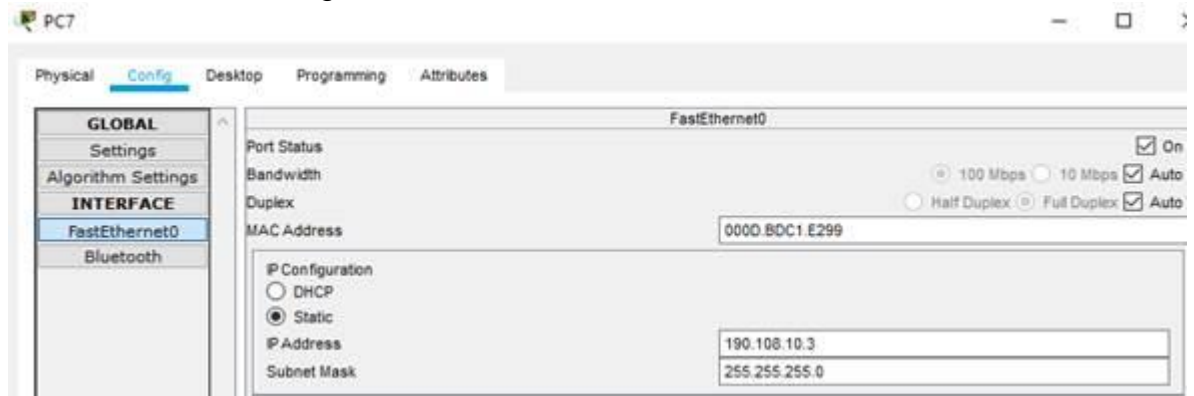 PC7
Physical Config Desktop Programming Attributes
GLOBAL
Settings
Algorithm Settings
INTERFACE
FastEthernet0
Bluetooth
FastEthernet0
Port Status On
Bandwidth 100 Mbps 10 Mbps Auto
Duplex Half Duplex Full Duplex Auto
MAC Address 000D.BDC1.E299
IP Configuration
DHCP
Static
IP Address 190.108.10.3
Subnet Mask 255.255.255.0